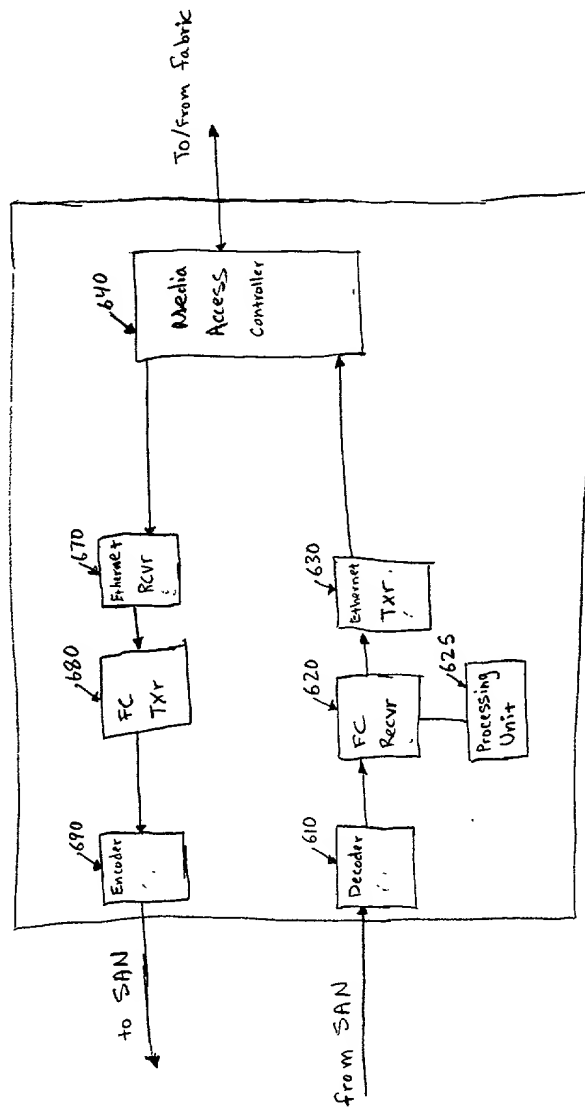 to SAN
690
Encoder
680
FC
TXr
670
Ethernet
RCVr
640
Media
Access
Controller
To/From Fabric
from SAN
610
Decoder
620
FC
Recvr
625
Processing
Unit
630
Ethernet
TXr.